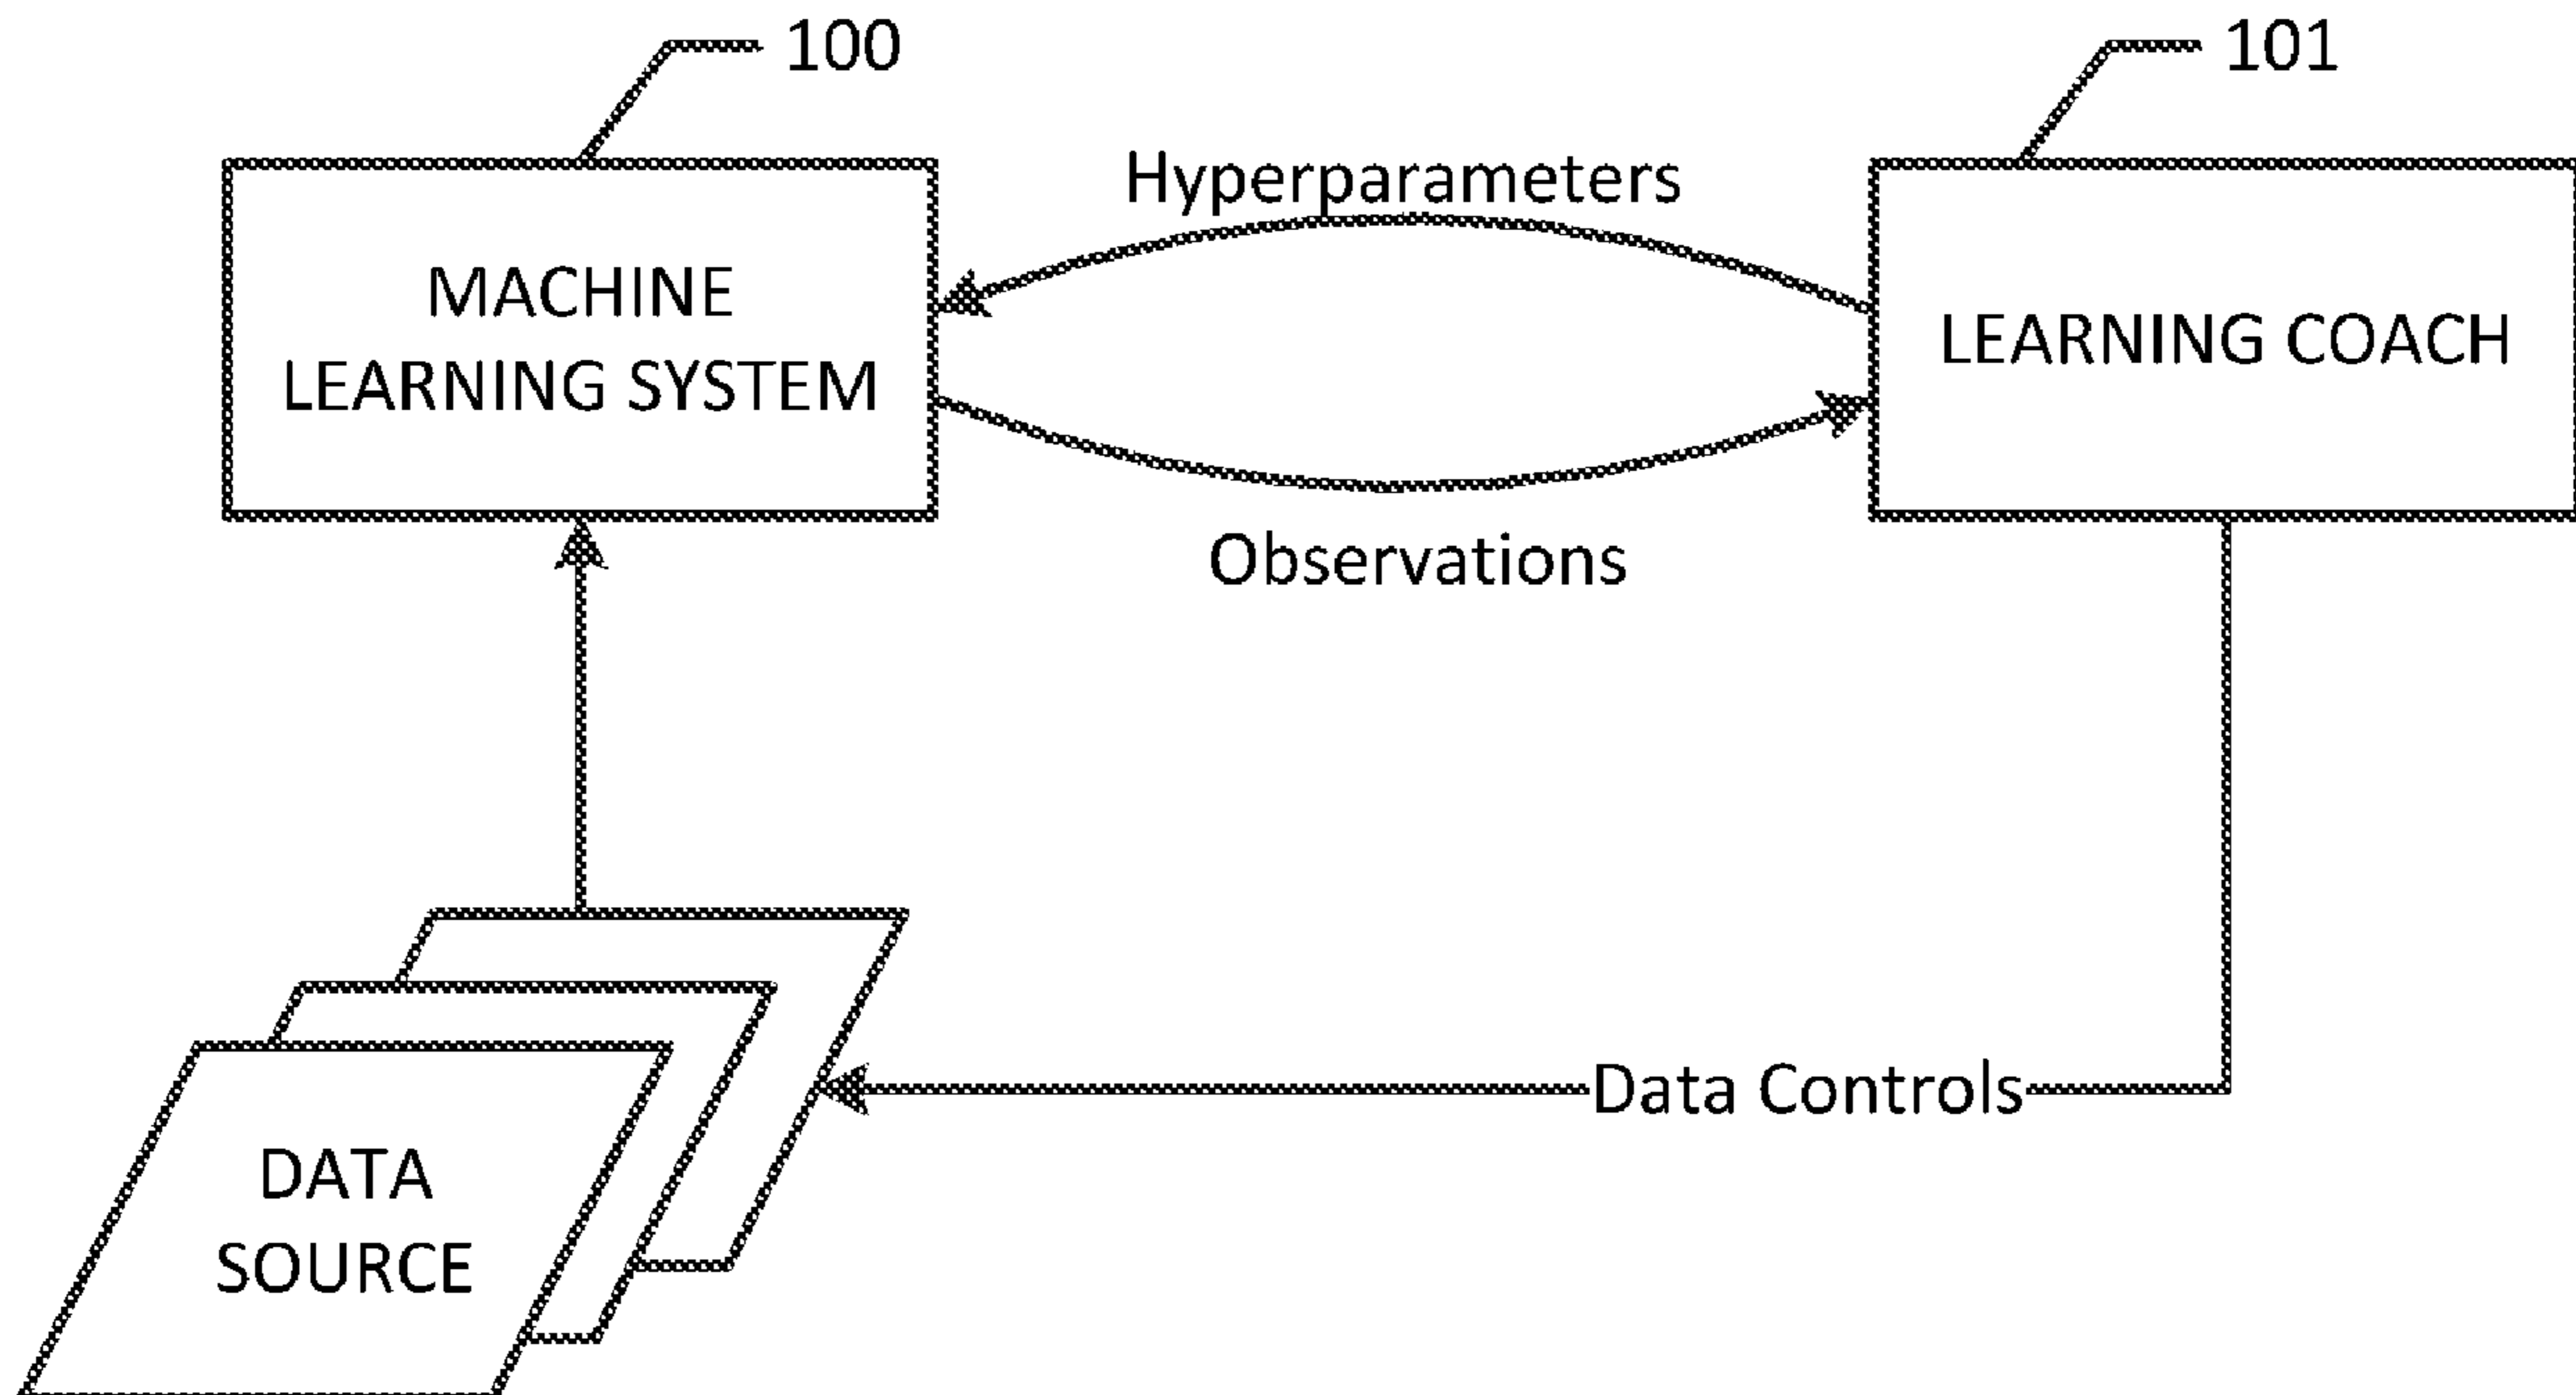 100
101
Hyperparameters
MACHINE
LEARNING SYSTEM
LEARNING COACH
Observations
Data Controls
DATA
SOURCE